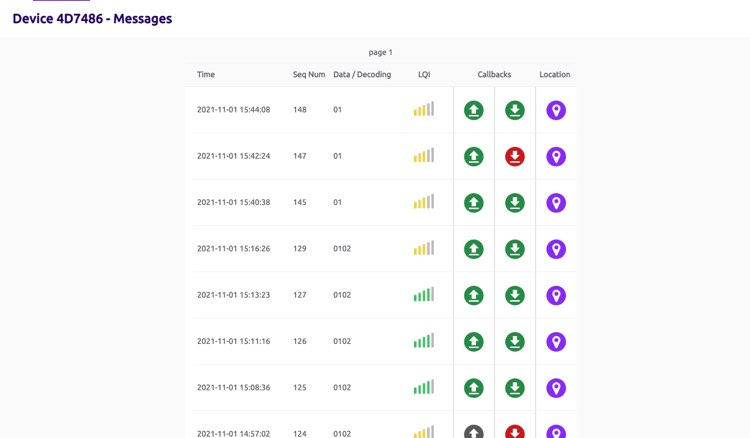 Device 4D7486 - Messages
page 1
Time Seq Num Data / Decoding LQI Callbacks Location
2021-11-01 15:44:08 148 01
2021-11-01 15:42:24 147 01
2021-11-01 15:40:38 145 01
2021-11-01 15:16:26 129 0102
2021-11-01 15:13:23 127 0102
2021-11-01 15:11:16 126 0102
2021-11-01 15:08:36 125 0102
2021-11-01 14:57:02 124 0102